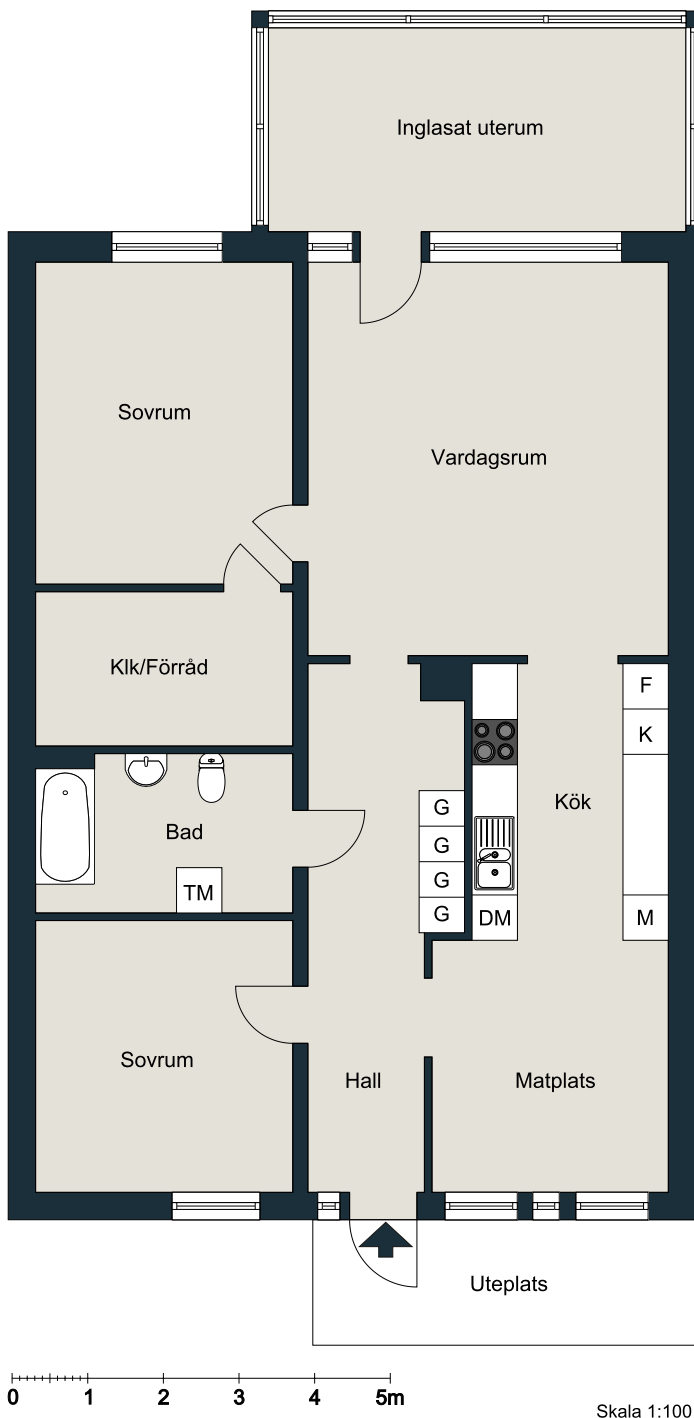 Inglasat uterum
Sovrum
Vardagsrum
Klk/Förråd
F
K
Kök
G
G
G
G
Bad
TM
DM
M
Sovrum
Hall
Matplats
Uteplats
0 1 2 3 4 5m
Skala 1:100